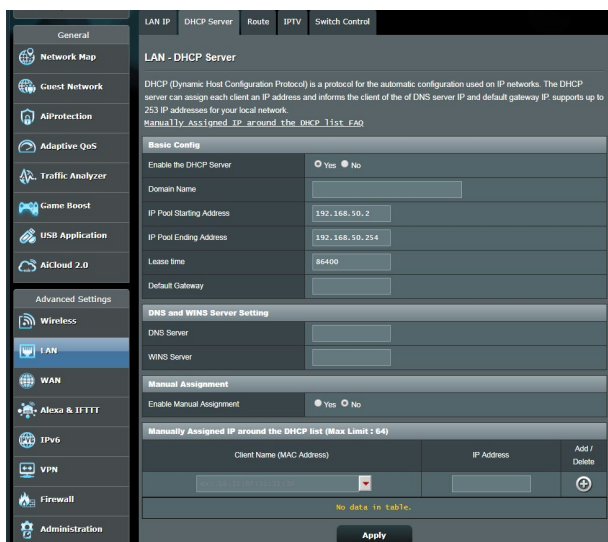 General
Network Map
Guest Network
AiProtection
Adaptive QoS
Traffic Analyzer
Game Boost
USB Application
AiCloud 2.0
Advanced Settings
Wireless
LAN
WAN
Alexa & IFTTT
IPv6
VPN
Firewall
Administration
LAN IP DHCP Server Route IPTV Switch Control
LAN - DHCP Server
DHCP (Dynamic Host Configuration Protocol) is a protocol for the automatic configuration used on IP networks. The DHCP
server can assign each client an IP address and informs the client of the of DNS server IP and default gateway IP. supports up to
253 IP addresses for your local network.
Manually Assigned IP around the DHCP list FAQ
Basic Config
Enable the DHCP Server Yes No
Domain Name
IP Pool Starting Address 192.168.50.2
IP Pool Ending Address 192.168.50.254
Lease time 86400
Default Gateway
DNS and WINS Server Setting
DNS Server
WINS Server
Manual Assignment
Enable Manual Assignment Yes No
Manually Assigned IP around the DHCP list (Max Limit : 64)
Client Name (MAC Address) IP Address Add /
Delete
No data in table.
Apply